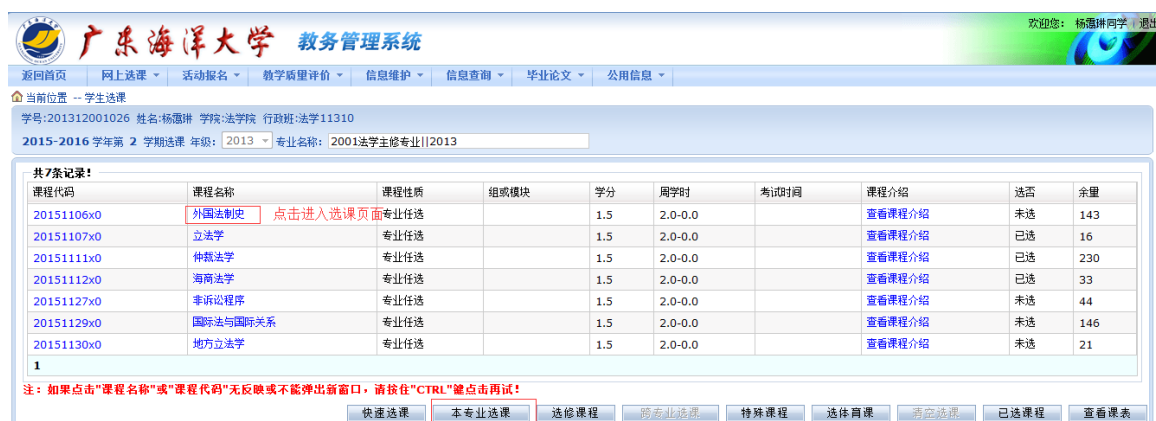 欢迎您： 杨霭琳同学 退出
广东海洋大学 教务管理系统
返回首页 网上选课 活动报名 教学质量评价 信息维护 信息查询 毕业论文 公用信息
当前位置 -- 学生选课
学号:201312001026 姓名:杨霭琳 学院:法学院 行政班:法学11310
2015-2016 学年第 2 学期选课 年级: 2013 专业名称: 2001法学主修专业||2013
共7条记录!
课程代码 课程名称 课程性质 组或模块 学分 周学时 考试时间 课程介绍 选否 余量
20151106x0 外国法制史 点击进入选课页面 专业任选 1.5 2.0-0.0 查看课程介绍 未选 143
20151107x0 立法学 专业任选 1.5 2.0-0.0 查看课程介绍 已选 16
20151111x0 仲裁法学 专业任选 1.5 2.0-0.0 查看课程介绍 已选 230
20151112x0 海商法学 专业任选 1.5 2.0-0.0 查看课程介绍 已选 33
20151127x0 非诉讼程序 专业任选 1.5 2.0-0.0 查看课程介绍 未选 44
20151129x0 国际法与国际关系 专业任选 1.5 2.0-0.0 查看课程介绍 未选 146
20151130x0 地方立法学 专业任选 1.5 2.0-0.0 查看课程介绍 未选 21
1
注：如果点击"课程名称"或"课程代码"无反映或不能弹出新窗口，请按住"CTRL"键点击再试!
快速选课 本专业选课 选修课程 跨专业选课 特殊课程 选体育课 清空选课 已选课程 查看课表